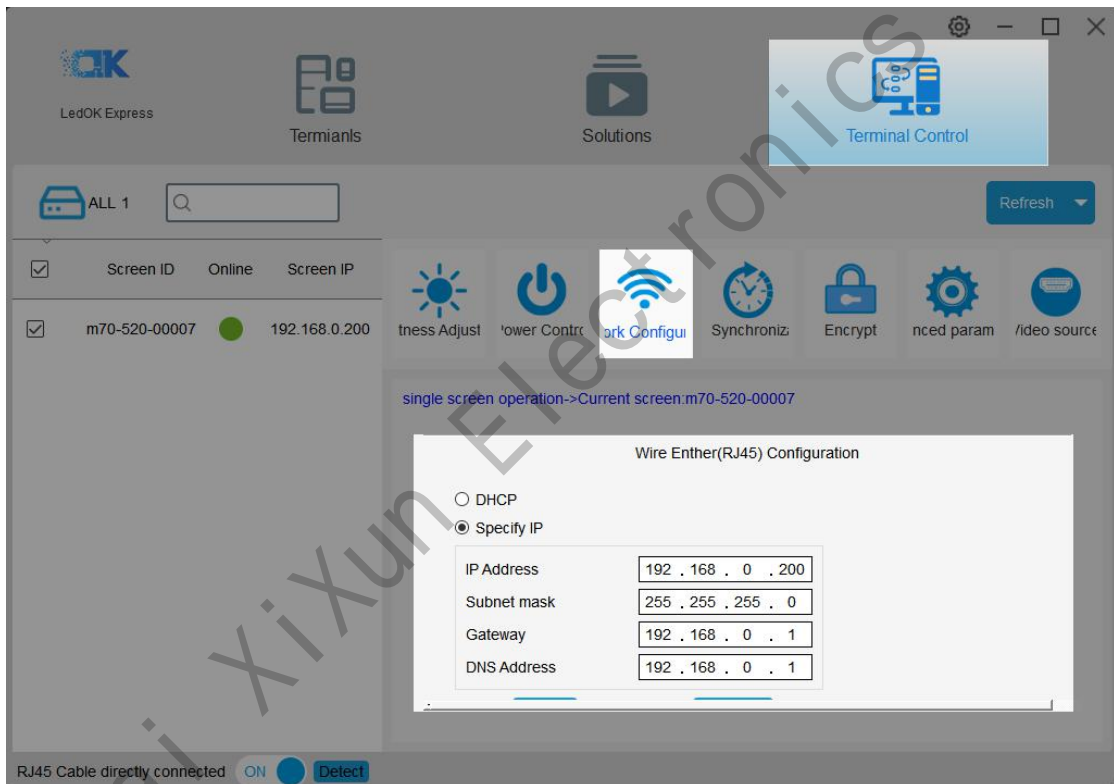 LedOK Express
Termianls
Solutions
Terminal Control
ALL 1
Refresh
Screen ID Online Screen IP
m70-520-00007 192.168.0.200
tness Adjust
ower Contro
ork Configur
Synchroniza
Encrypt
nced param
Video source
single screen operation->Current screen:m70-520-00007
Wire Enther(RJ45) Configuration
DHCP
Specify IP
IP Address 192 . 168 . 0 . 200
Subnet mask 255 . 255 . 255 . 0
Gateway 192 . 168 . 0 . 1
DNS Address 192 . 168 . 0 . 1
RJ45 Cable directly connected ON Detect
i XiXun Electronics